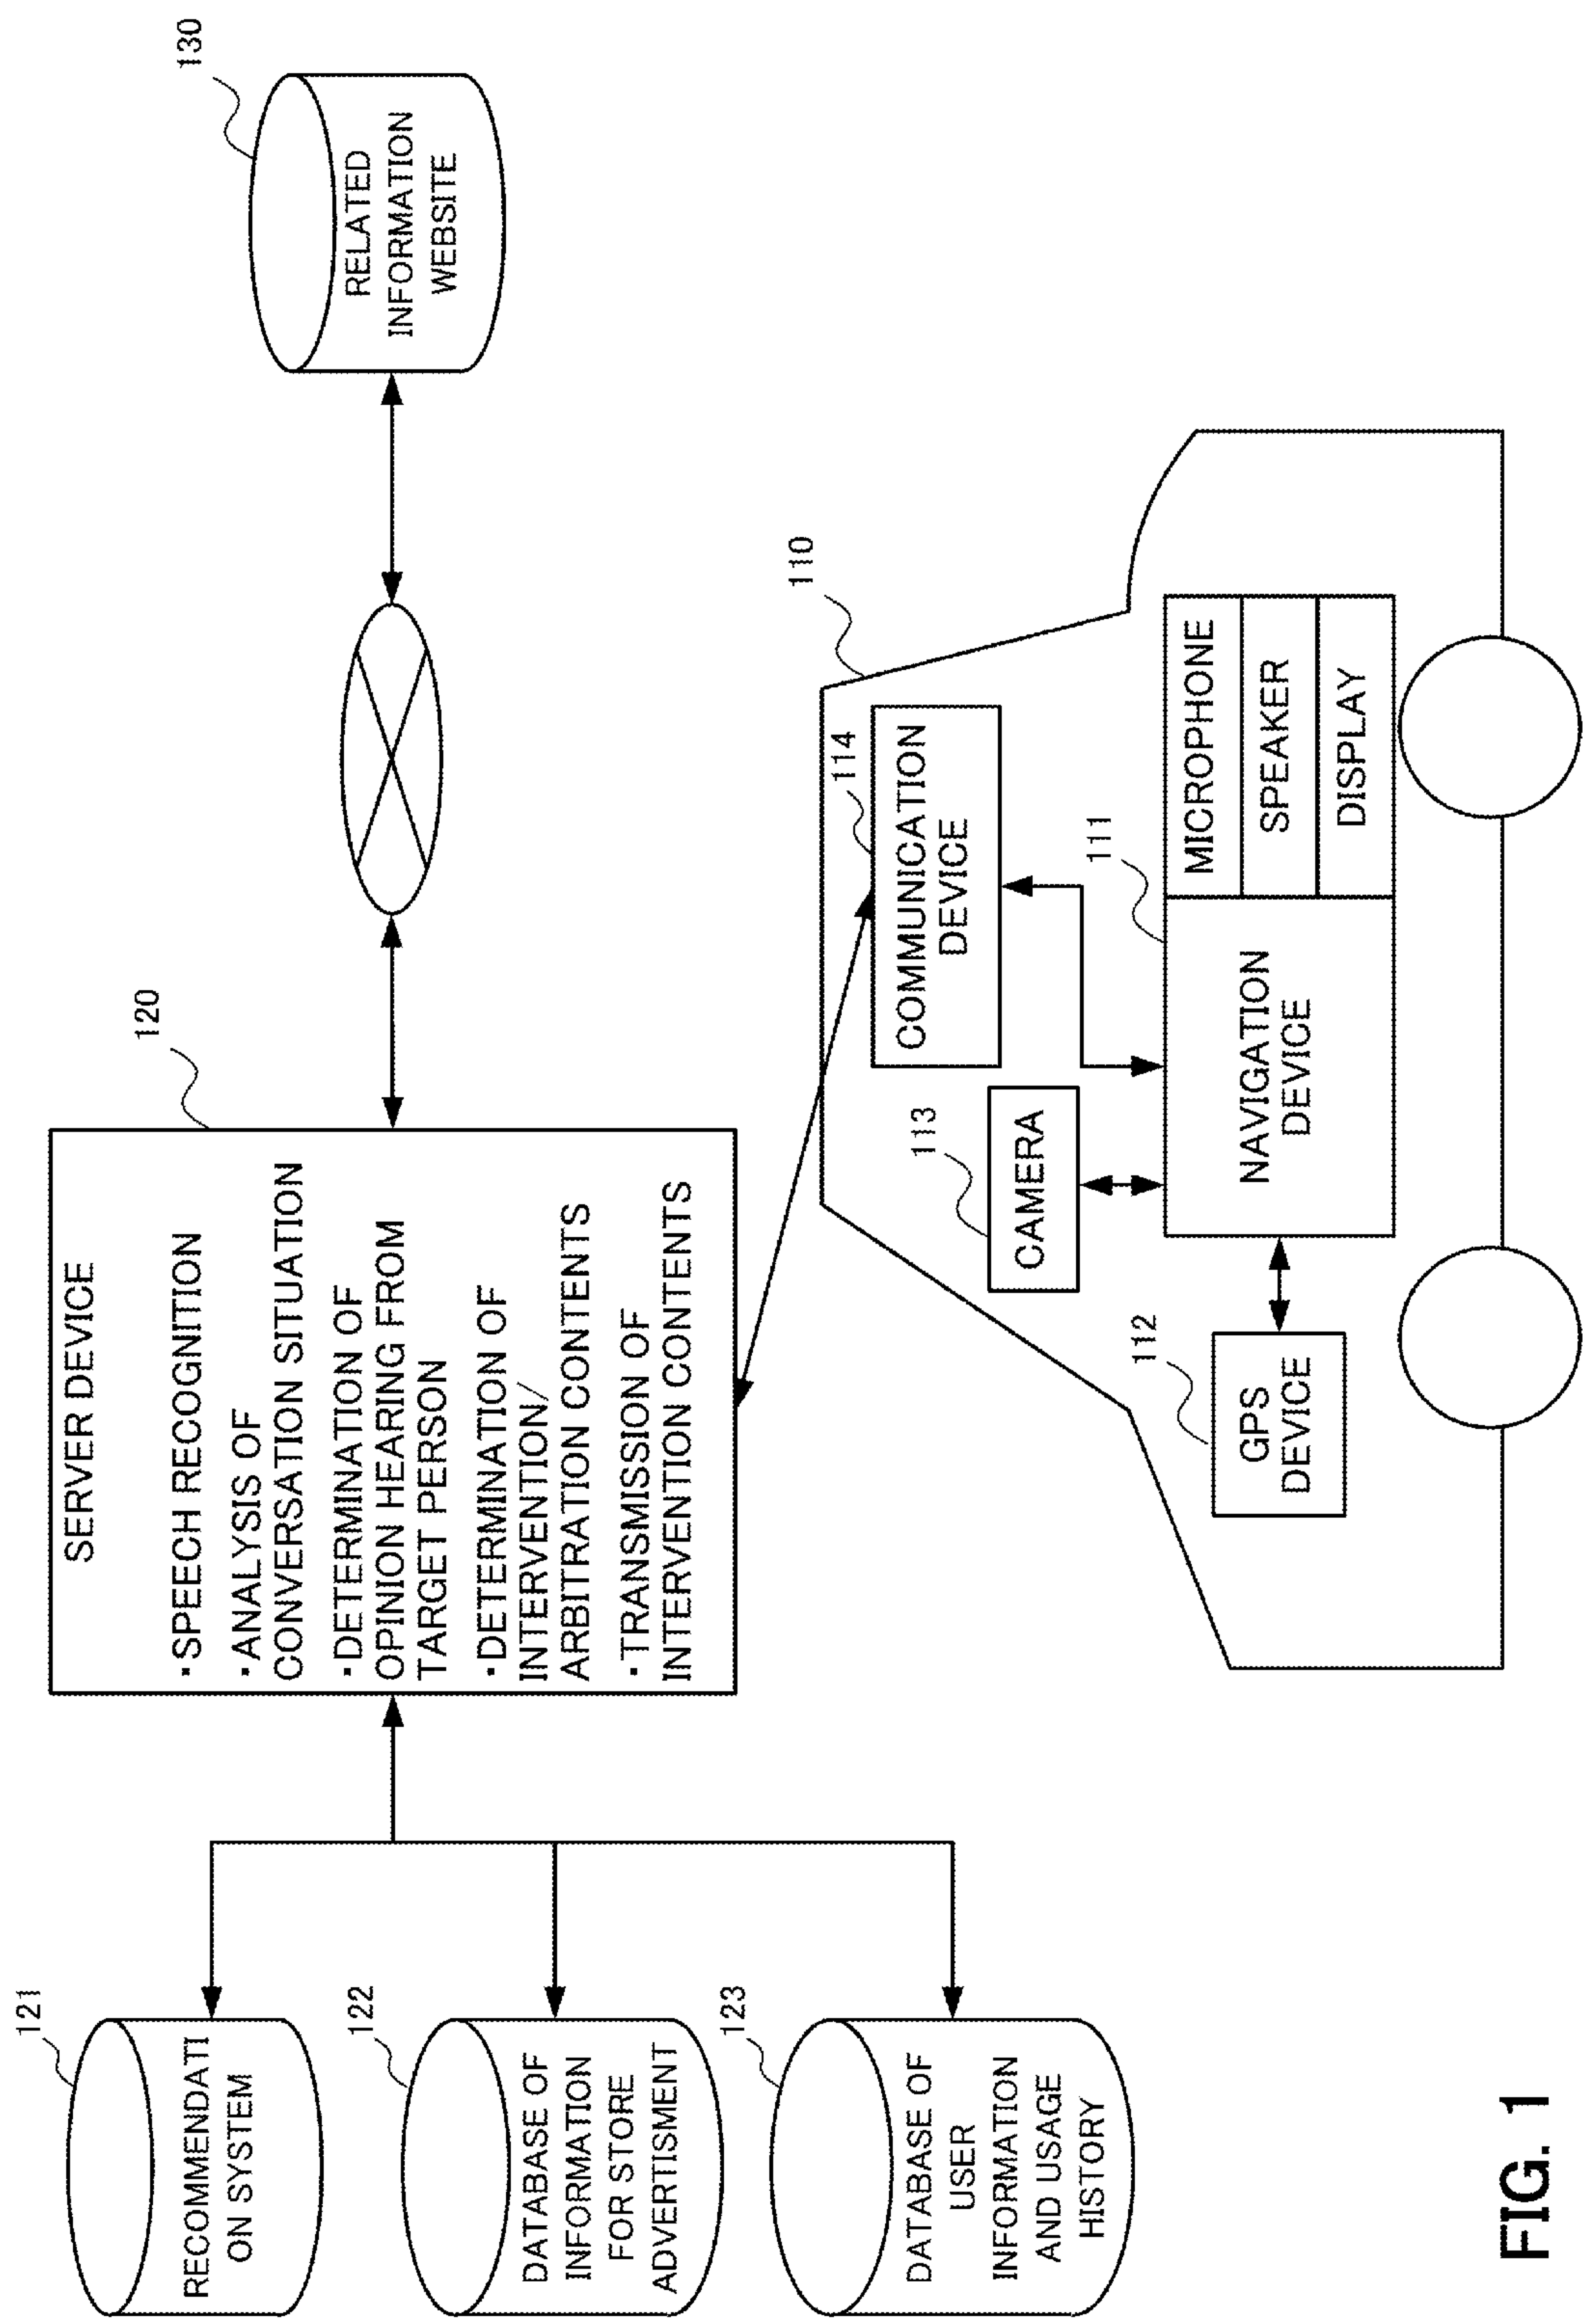 121
RECOMMENDATI
ON SYSTEM
122
DATABASE OF
INFORMATION
FOR STORE
ADVERTISMENT
123
DATABASE OF
USER
INFORMATION
AND USAGE
HISTORY
120
SERVER DEVICE
・SPEECH RECOGNITION
・ANALYSIS OF
CONVERSATION SITUATION
・DETERMINATION OF
OPINION HEARING FROM
TARGET PERSON
・DETERMINATION OF
INTERVENTION/
ARBITRATION CONTENTS
・TRANSMISSION OF
INTERVENTION CONTENTS
130
RELATED
INFORMATION
WEBSITE
110
114
COMMUNICATION
DEVICE
113
CAMERA
112
GPS
DEVICE
111
NAVIGATION
DEVICE
MICROPHONE
SPEAKER
DISPLAY
FIG. 1